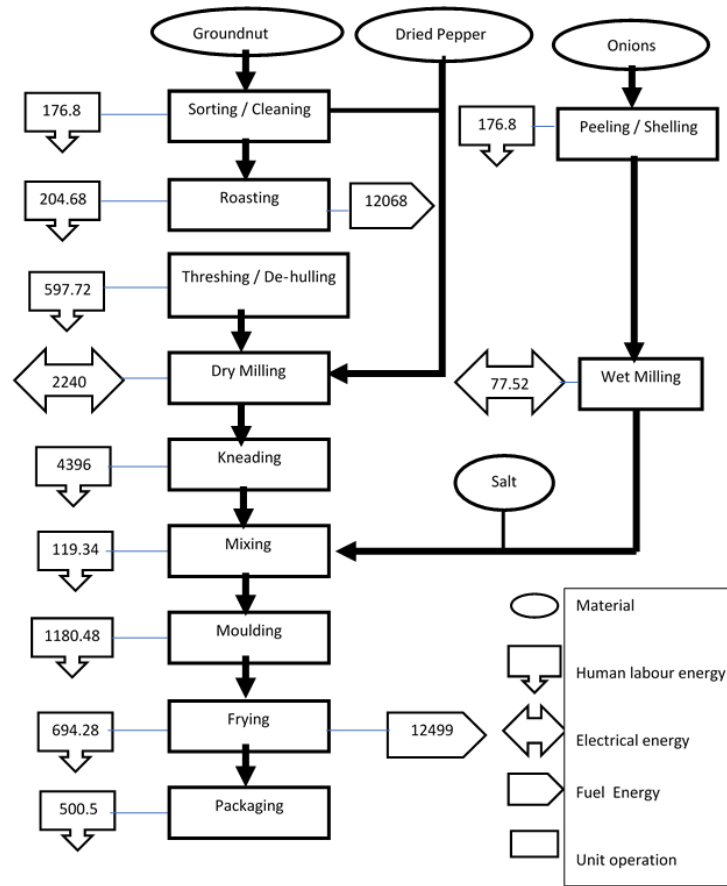 Groundnut
Dried Pepper
Onions
176.8
Sorting / Cleaning
176.8
Peeling / Shelling
204.68
Roasting
12068
597.72
Threshing / De-hulling
2240
Dry Milling
77.52
Wet Milling
4396
Kneading
Salt
119.34
Mixing
1180.48
Moulding
694.28
Frying
12499
500.5
Packaging
Material
Human labour energy
Electrical energy
Fuel Energy
Unit operation